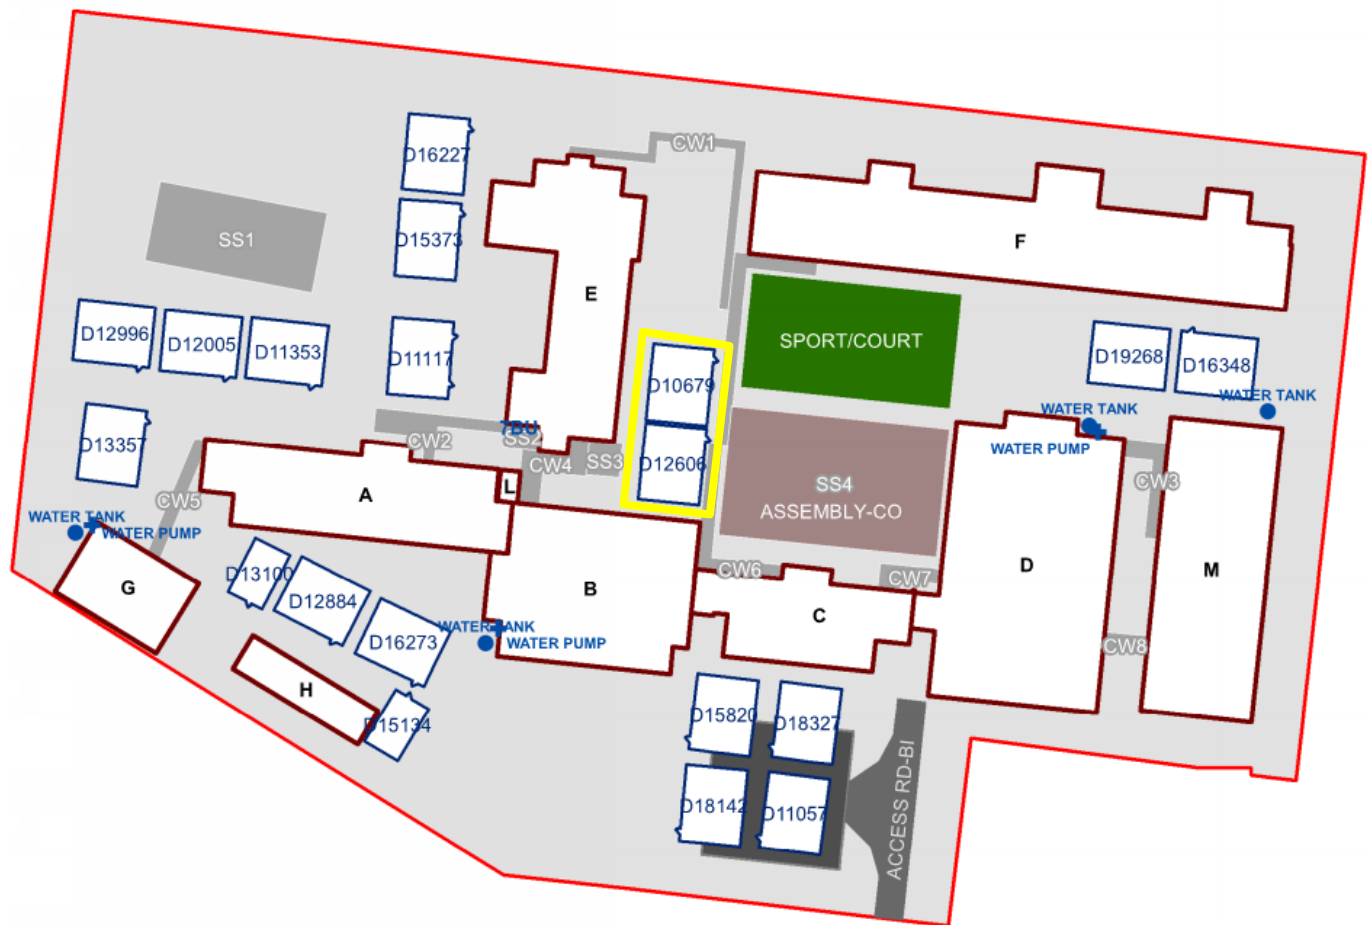 D16227
CW1
D15373
SS1
F
E
D12996
D12005
D11353
D11117
SPORT/COURT
D10679
D19268
D16348
WATER TANK
WATER TANK
7BU
D13357
CW2
SS2
CW4
SS3
D12606
WATER PUMP
CW3
A
L
SS4
ASSEMBLY-CO
CW5
WATER TANK
WATER PUMP
G
D13100
D12884
B
CW6
CW7
D
M
C
D16273
WATER TANK
WATER PUMP
CW8
H
D15134
D15820
D18327
ACCESS RD-BI
D18142
D11057